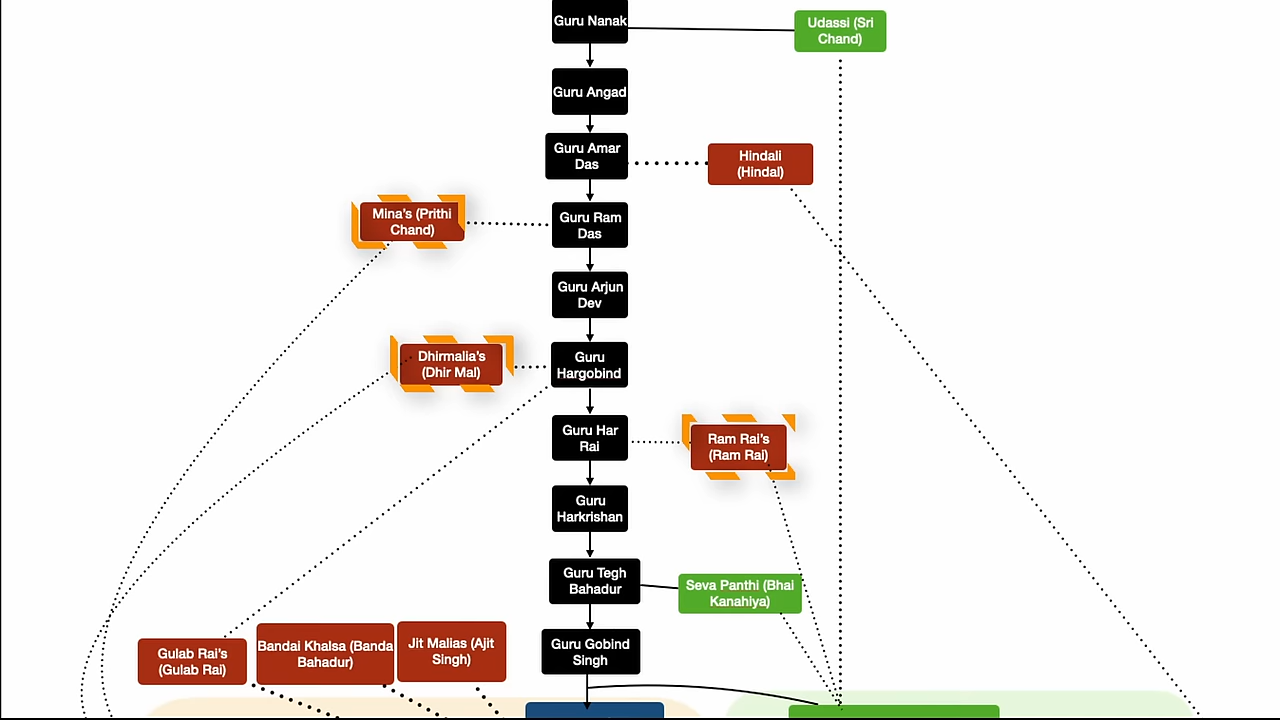 Guru Nanak
Udassi (Sri
Chand)
Guru Angad
Guru Amar
Das
Hindali
(Hindal)
Mina's (Prithi
Chand)
Guru Ram
Das
Guru Arjun
Dev
Dhirmalia's
(Dhir Mal)
Guru
Hargobind
Guru Har
Rai
Ram Rai's
(Ram Rai)
Guru
Harkrishan
Guru Tegh
Bahadur
Seva Panthi (Bhai
Kanahiya)
Gulab Rai's
(Gulab Rai)
Bandai Khalsa (Banda
Bahadur)
Jit Malias (Ajit
Singh)
Guru Gobind
Singh